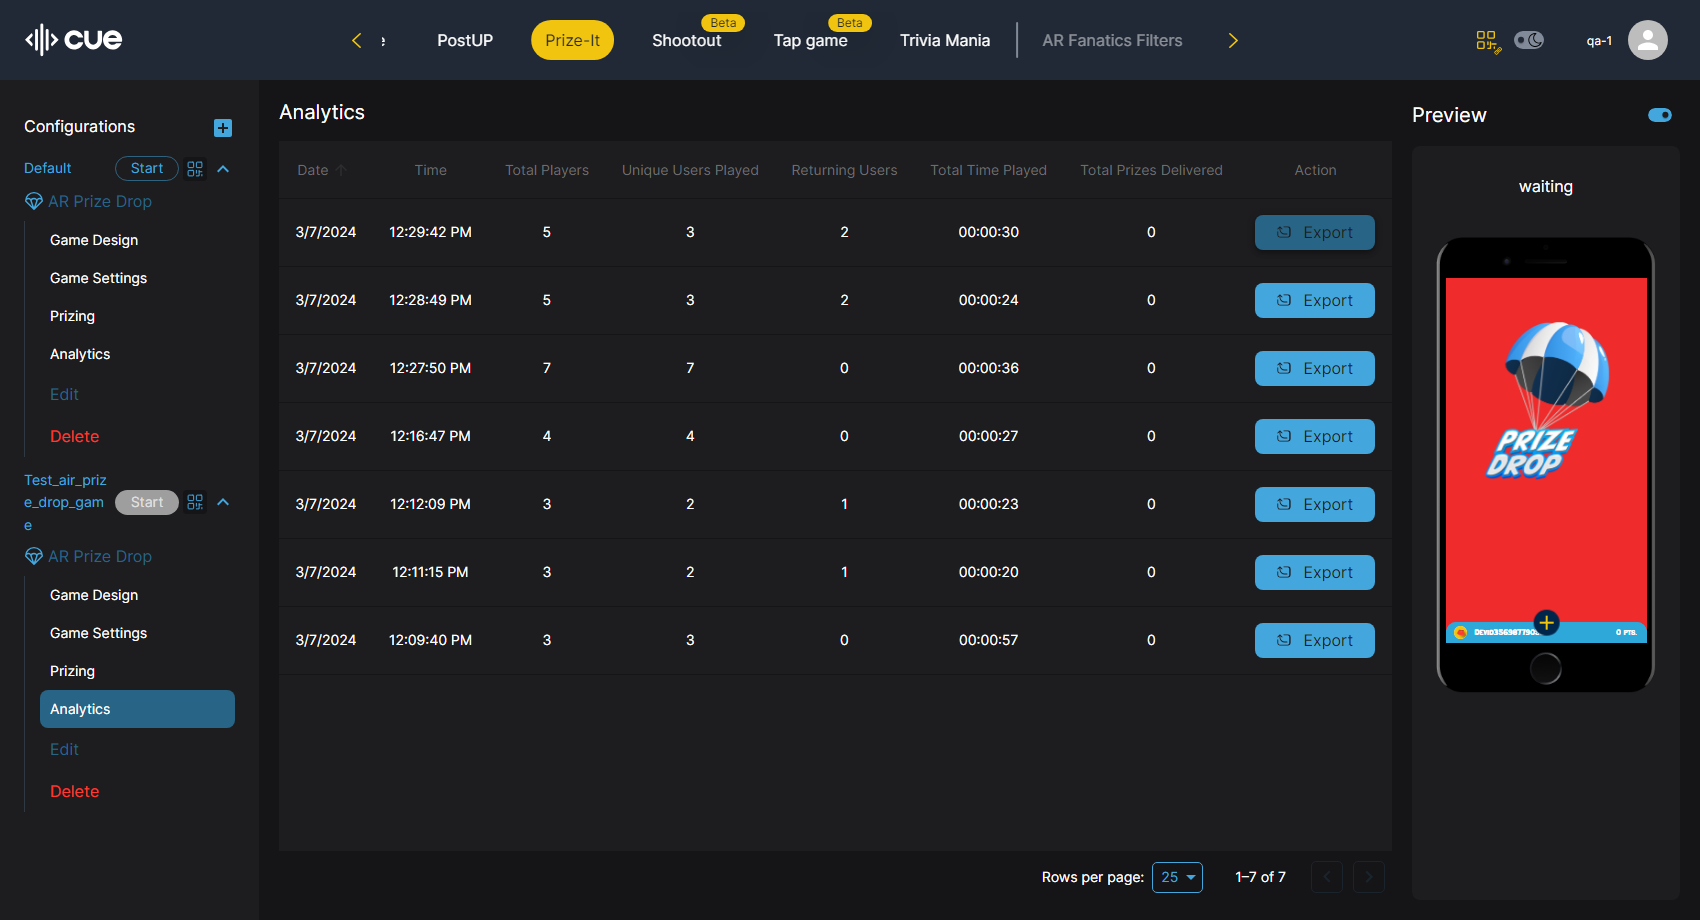 cue
PostUP
Prize-It
Beta
Shootout
Beta
Tap game
Trivia Mania
AR Fanatics Filters
qa-1
Configurations
Default
Start
AR Prize Drop
Game Design
Game Settings
Prizing
Analytics
Edit
Delete
Test_air_priz
e_drop_gam
e
Start
AR Prize Drop
Game Design
Game Settings
Prizing
Analytics
Edit
Delete
Analytics
Date Time Total Players Unique Users Played Returning Users Total Time Played Total Prizes Delivered Action
3/7/2024 12:29:42 PM 5 3 2 00:00:30 0 Export
3/7/2024 12:28:49 PM 5 3 2 00:00:24 0 Export
3/7/2024 12:27:50 PM 7 7 0 00:00:36 0 Export
3/7/2024 12:16:47 PM 4 4 0 00:00:27 0 Export
3/7/2024 12:12:09 PM 3 2 1 00:00:23 0 Export
3/7/2024 12:11:15 PM 3 2 1 00:00:20 0 Export
3/7/2024 12:09:40 PM 3 3 0 00:00:57 0 Export
Rows per page: 25 1–7 of 7
Preview
waiting
PRIZE
DROP
0 PTS.